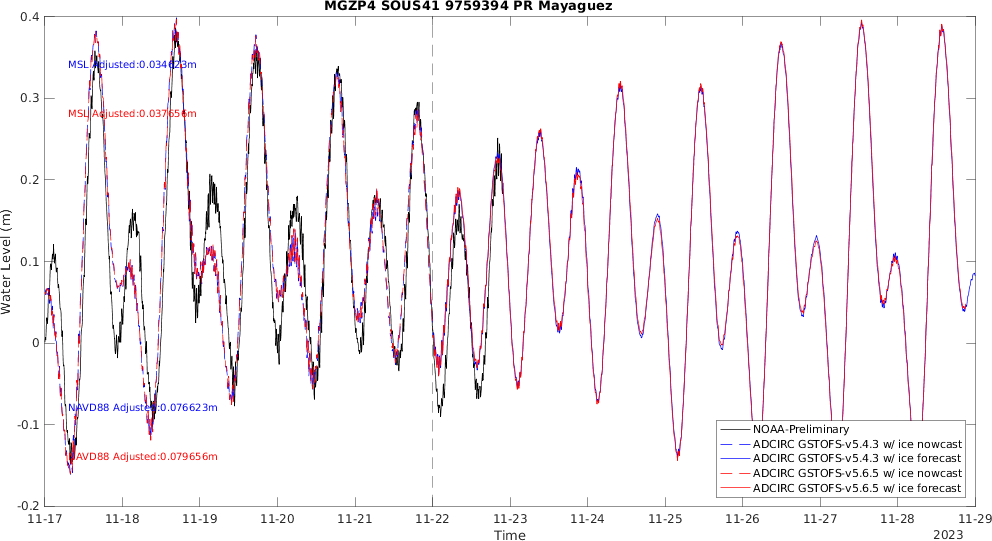 MGZP4 SOUS41 9759394 PR Mayaguez
Water Level (m)
0.4
0.3
0.2
0.1
0
-0.1
-0.2
MSL Adjusted:0.034623m
MSL Adjusted:0.037656m
NAVD88 Adjusted:0.076623m
NAVD88 Adjusted:0.079656m
NOAA-Preliminary
ADCIRC GSTOFS-v5.4.3 w/ ice nowcast
ADCIRC GSTOFS-v5.4.3 w/ ice forecast
ADCIRC GSTOFS-v5.6.5 w/ ice nowcast
ADCIRC GSTOFS-v5.6.5 w/ ice forecast
11-17 11-18 11-19 11-20 11-21 11-22 11-23 11-24 11-25 11-26 11-27 11-28 11-29
Time
2023